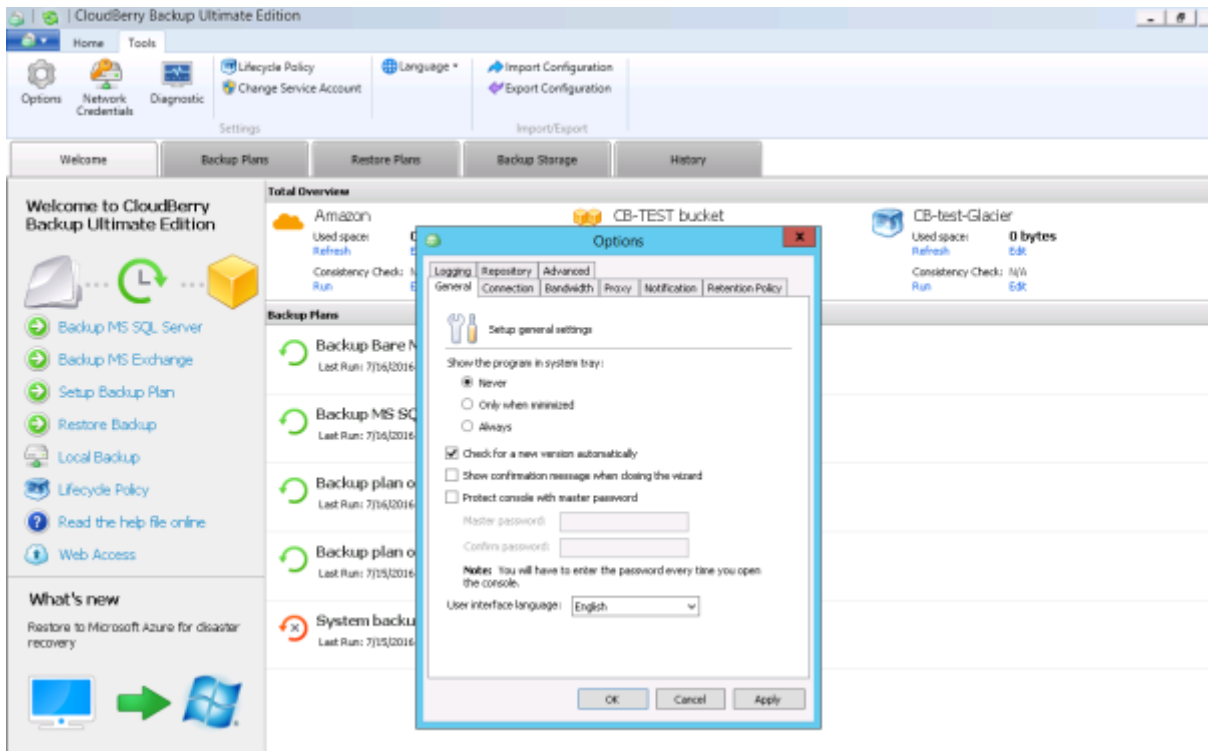 CloudBerry Backup Ultimate Edition
Home Tools
Options
Network Credentials
Diagnostic
Lifecycle Policy
Change Service Account
Language
Import Configuration
Export Configuration
Settings
Import/Export
Welcome
Backup Plans
Restore Plans
Backup Storage
History
Welcome to CloudBerry
Backup Ultimate Edition
Backup MS SQL Server
Backup MS Exchange
Setup Backup Plan
Restore Backup
Local Backup
Lifecycle Policy
Read the help file online
Web Access
What's new
Restore to Microsoft Azure for disaster
recovery
Total Overview
Amazon
Used space:
Refresh
Consistency Check:
Run
CB-TEST bucket
CB-test-Glacier
Used space: 0 bytes
Refresh Edit
Consistency Check: N/A
Run Edit
Backup Plans
Backup Bare
Last Run: 7/16/2016
Backup MS
Last Run: 7/16/2016
Backup plan
Last Run: 7/16/2016
Backup plan
Last Run: 7/15/2016
System backu
Last Run: 7/15/2016
Options
Logging Repository Advanced
General Connection Bandwidth Proxy Notification Retention Policy
Setup general settings
Show the program in system tray:
Never
Only when minimized
Always
Check for a new version automatically
Show confirmation message when closing the wizard
Protect console with master password
Master password:
Confirm password:
Note: You will have to enter the password every time you open
the console.
User interface language: English
OK Cancel Apply